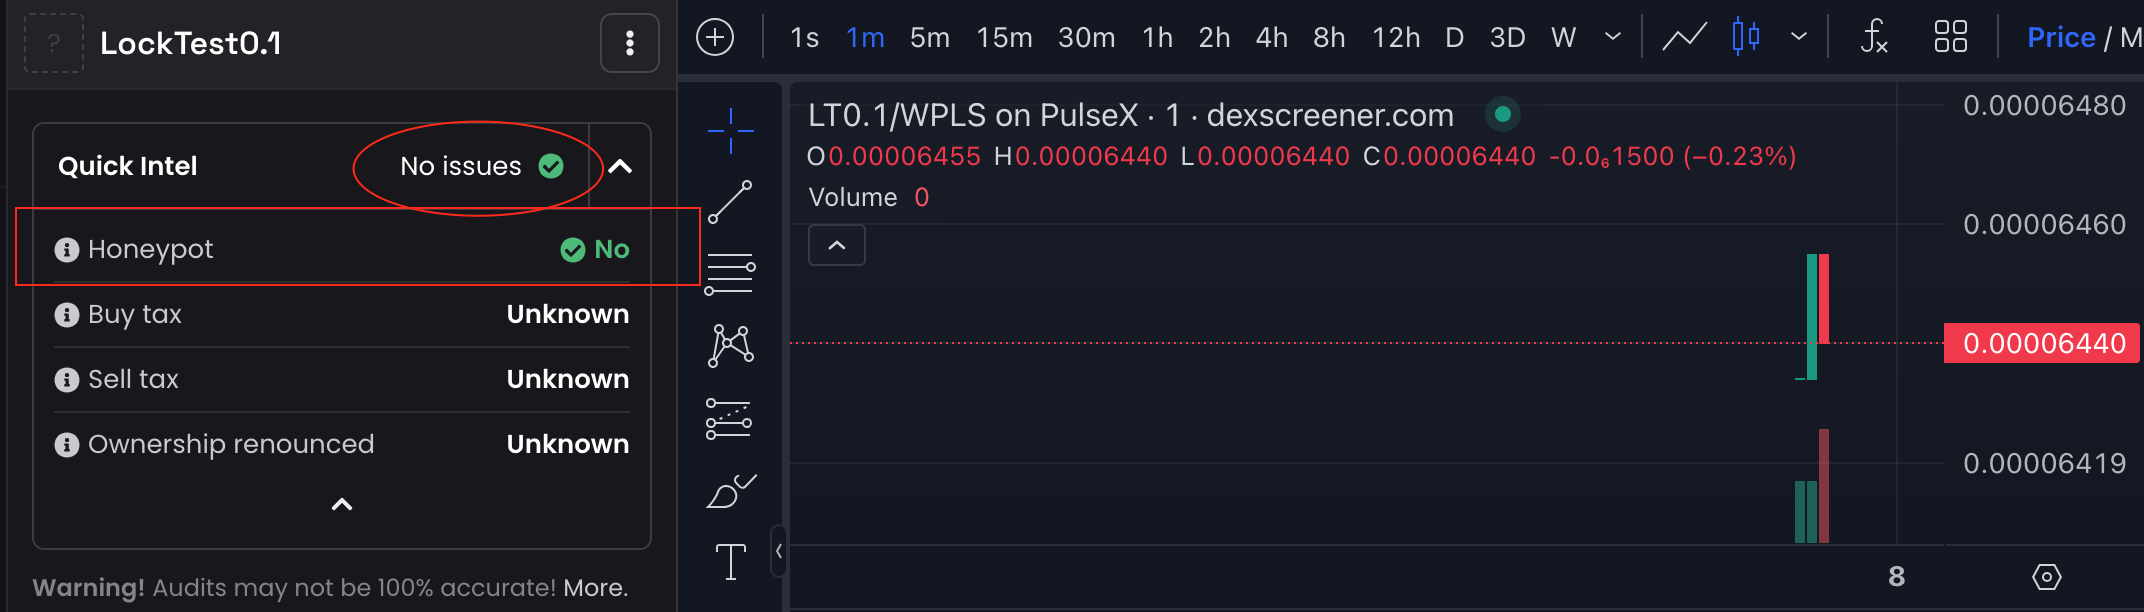 ?
LockTest0.1
Quick Intel No issues
Honeypot No
Buy tax Unknown
Sell tax Unknown
Ownership renounced Unknown
Warning! Audits may not be 100% accurate! More.
1s 1m 5m 15m 30m 1h 2h 4h 8h 12h D 3D W fx Price / M
LT0.1/WPLS on PulseX · 1 · dexscreener.com
O0.00006455 H0.00006440 L0.00006440 C0.00006440 -0.0₆1500 (−0.23%)
Volume 0
T
0.00006480
0.00006460
0.00006440
0.00006419
8